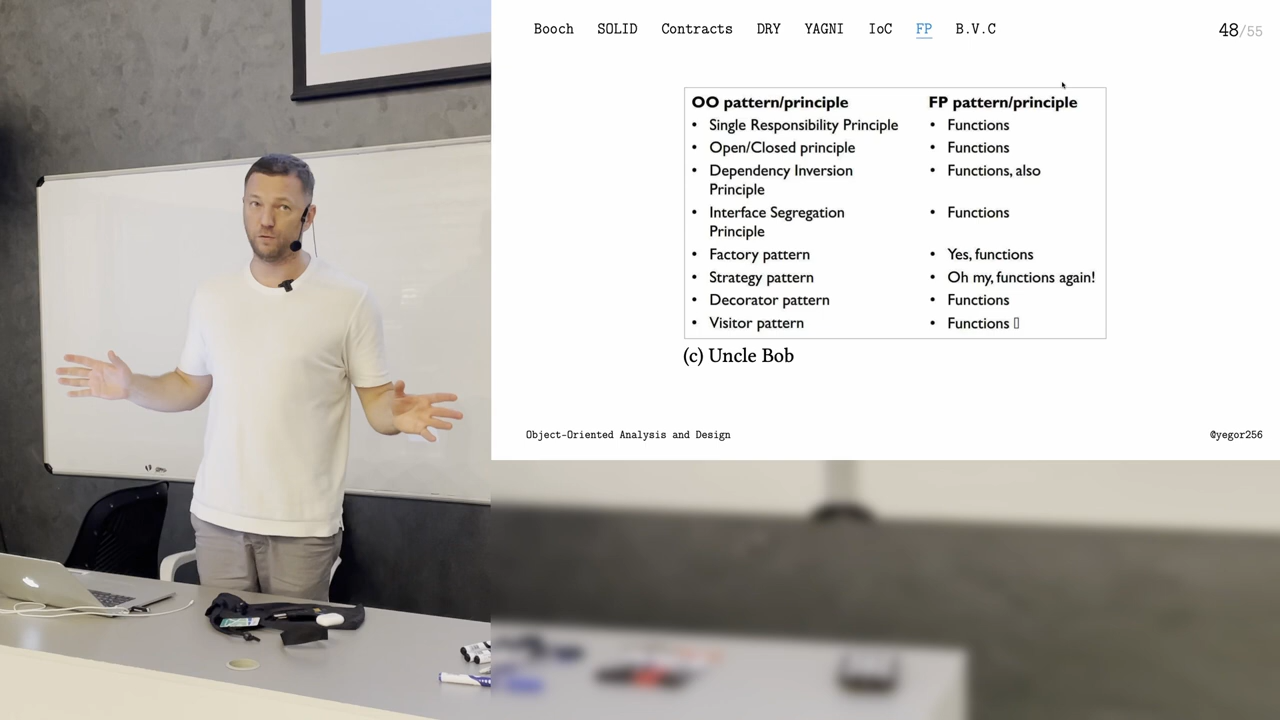 Booch SOLID Contracts DRY YAGNI IoC FP B.V.C 48/55
OO pattern/principle FP pattern/principle
• Single Responsibility Principle • Functions
• Open/Closed principle • Functions
• Dependency Inversion • Functions, also
Principle
• Interface Segregation • Functions
Principle
• Factory pattern • Yes, functions
• Strategy pattern • Oh my, functions again!
• Decorator pattern • Functions
• Visitor pattern • Functions ▯
(c) Uncle Bob
Object-Oriented Analysis and Design @yegor256